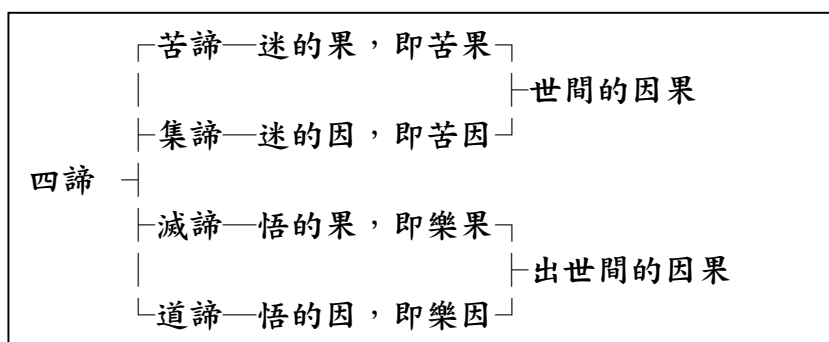 苦諦—迷的果，即苦果
世間的因果
集諦—迷的因，即苦因
四諦
滅諦—悟的果，即樂果
出世間的因果
道諦—悟的因，即樂因